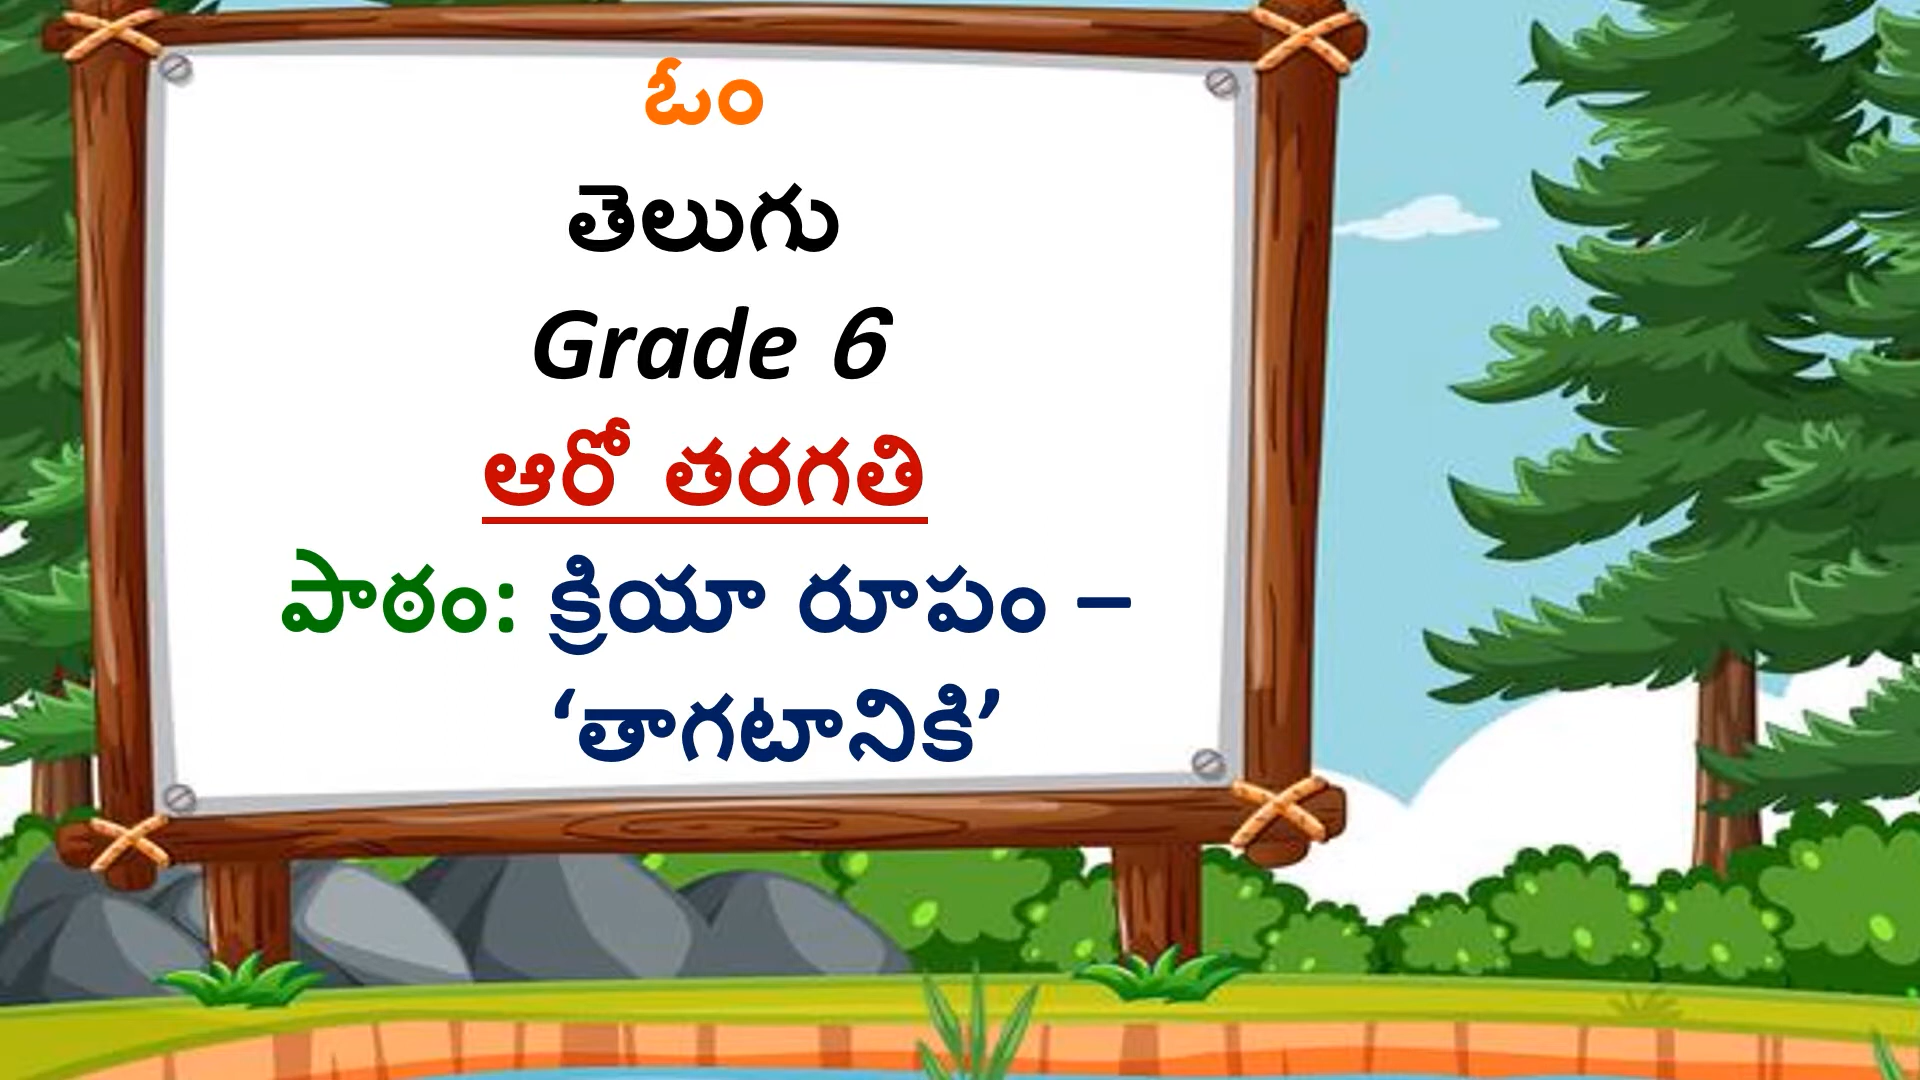 ఓం
తెలుగు
Grade 6
ఆరో తరగతి
పాఠం: క్రియా రూపం –
‘తాగటానికి’